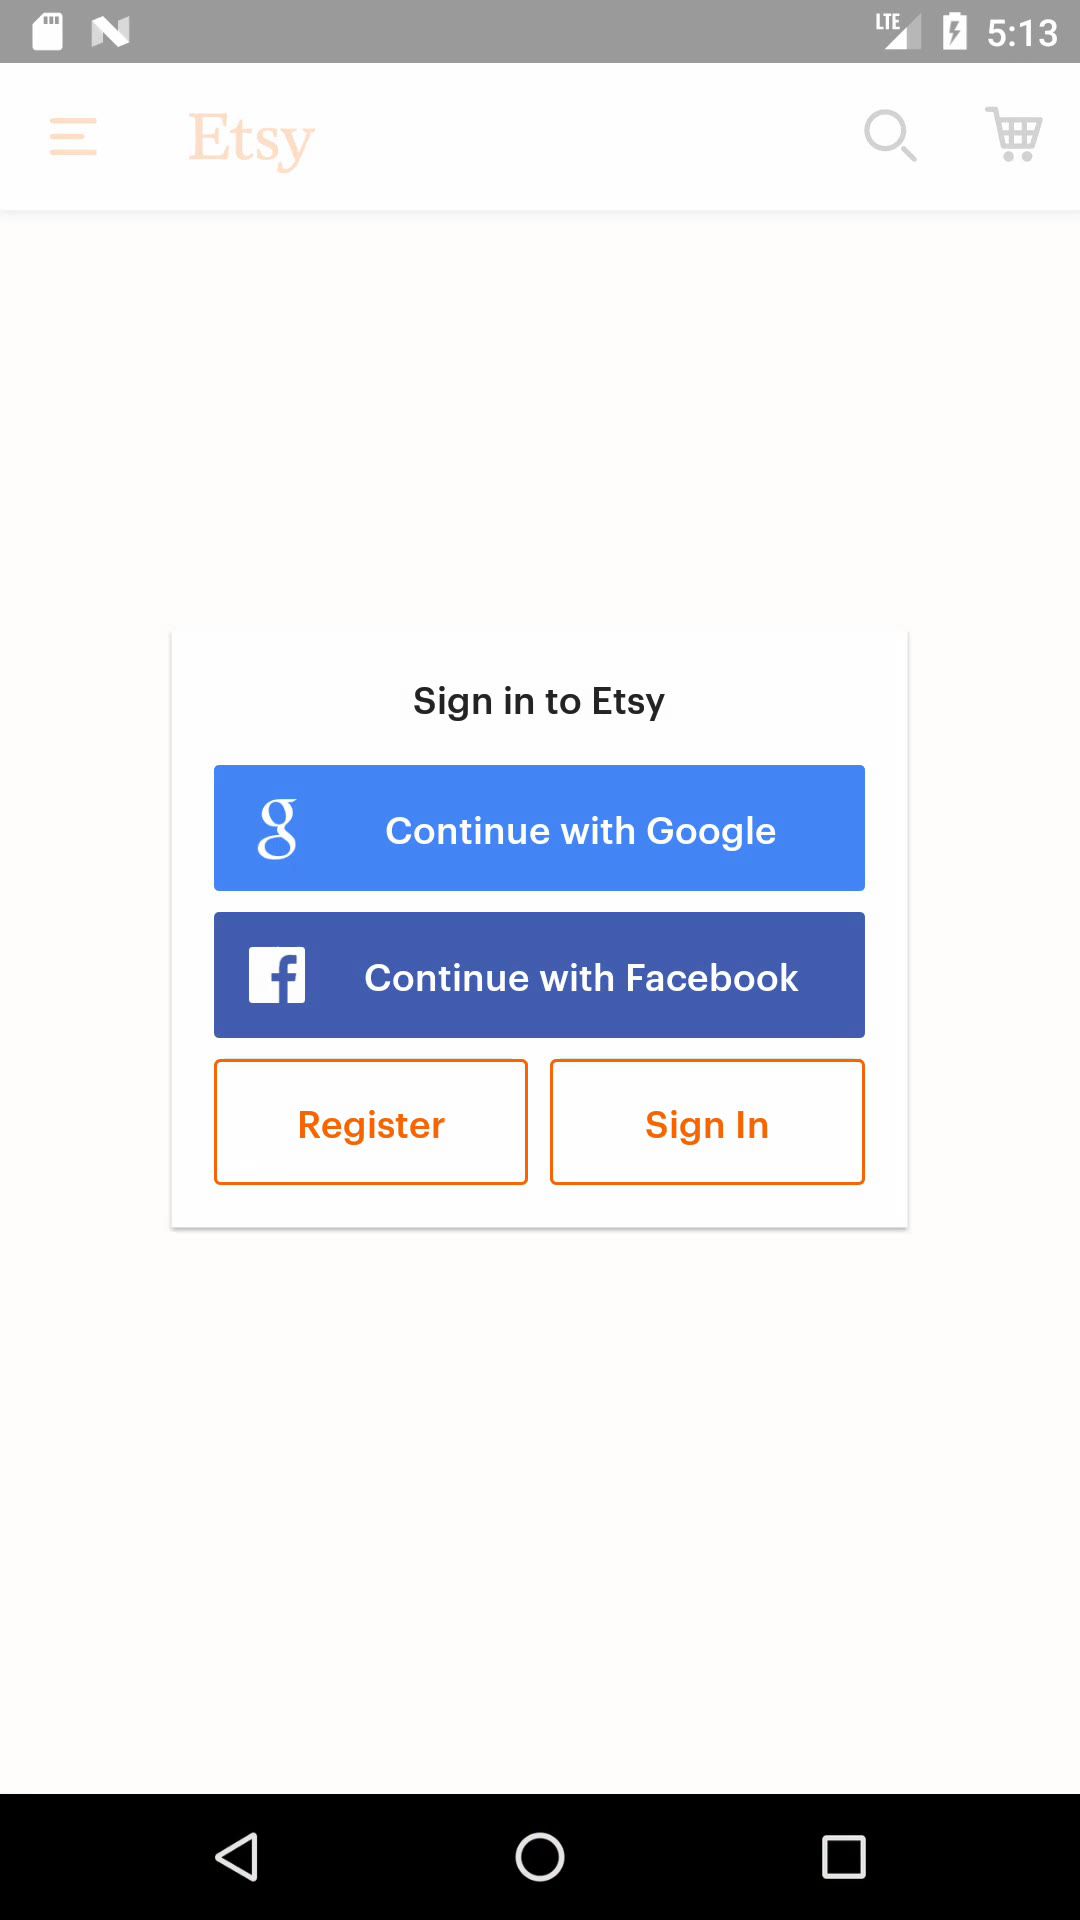 LTE 5:13
Etsy
Sign in to Etsy
Continue with Google
Continue with Facebook
Register
Sign In